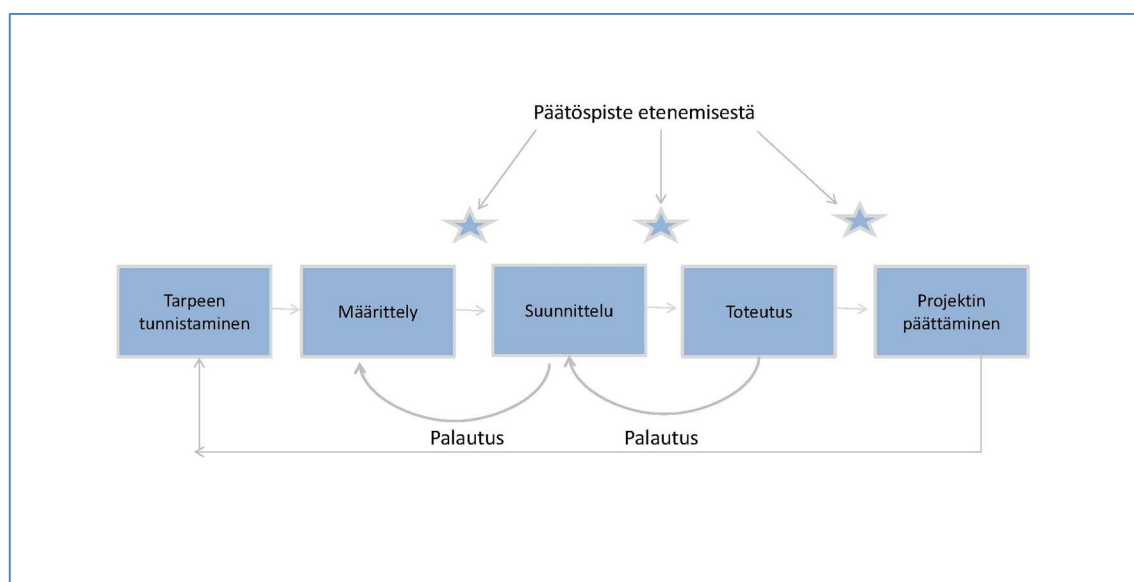 Päätöspiste etenemisestä
Tarpeen
tunnistaminen
Määrittely
Suunnittelu
Toteutus
Projektin
päättäminen
Palautus
Palautus